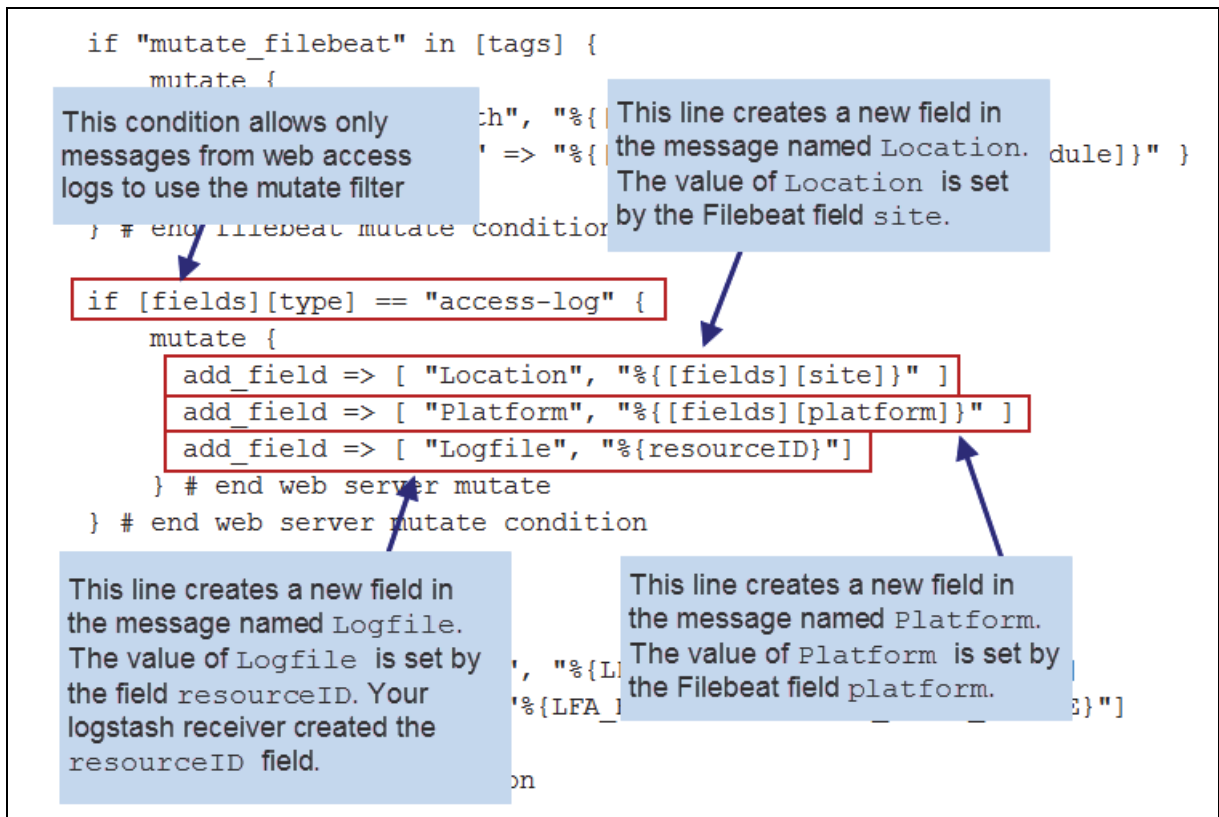 if "mutate_filebeat" in [tags] {
mutate {
This condition allows only
messages from web access
logs to use the mutate filter
th", "%{[
" => "%{[
This line creates a new field in
the message named Location.
The value of Location is set
by the Filebeat field site.
dule]}" }
} # end filebeat mutate condition
if [fields][type] == "access-log" {
mutate {
add_field => [ "Location", "%{[fields][site]}" ]
add_field => [ "Platform", "%{[fields][platform]}" ]
add_field => [ "Logfile", "%{resourceID}"]
} # end web server mutate
} # end web server mutate condition
This line creates a new field in
the message named Logfile.
The value of Logfile is set by
the field resourceID. Your
logstash receiver created the
resourceID field.
This line creates a new field in
the message named Platform.
The value of Platform is set by
the Filebeat field platform.
", "%{L
"%{LFA_
}"]
on